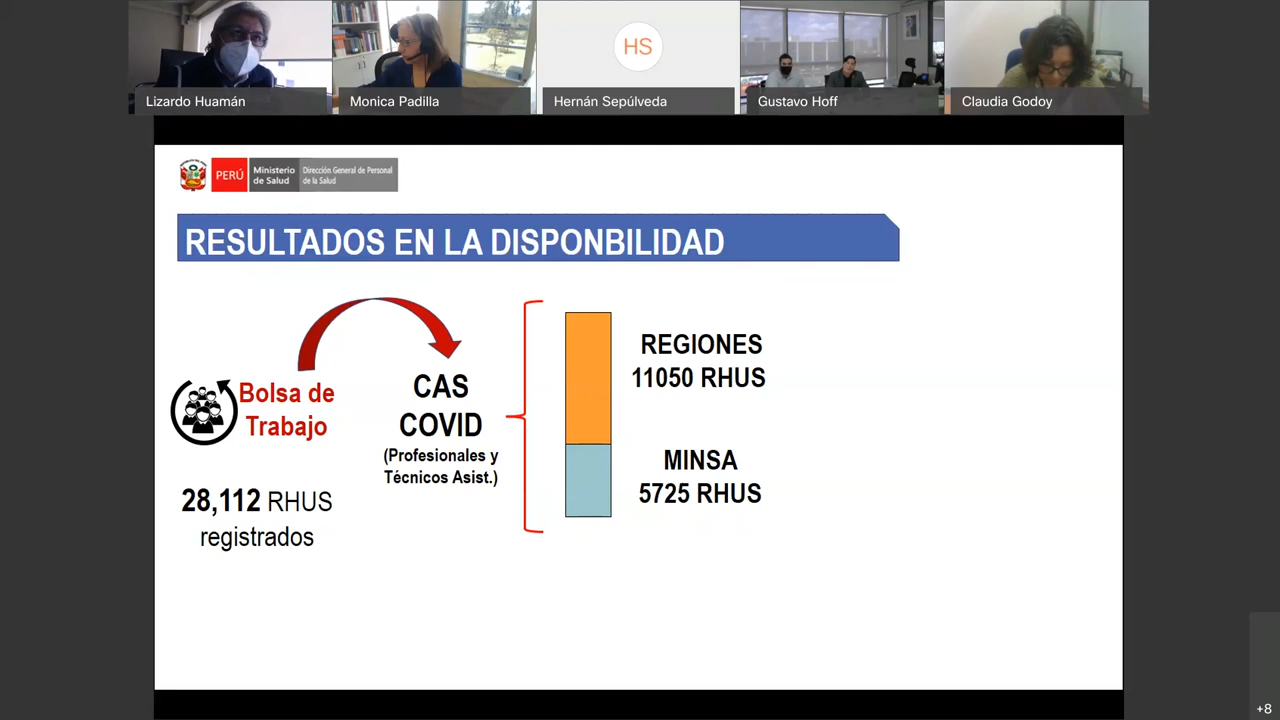 Lizardo Huamán
Monica Padilla
HS
Hernán Sepúlveda
Gustavo Hoff
Claudia Godoy
PERÚ
Ministerio
de Salud
Dirección General de Personal
de la Salud
RESULTADOS EN LA DISPONBILIDAD
Bolsa de
Trabajo
28,112 RHUS
registrados
CAS
COVID
(Profesionales y
Técnicos Asist.)
REGIONES
11050 RHUS
MINSA
5725 RHUS
+8